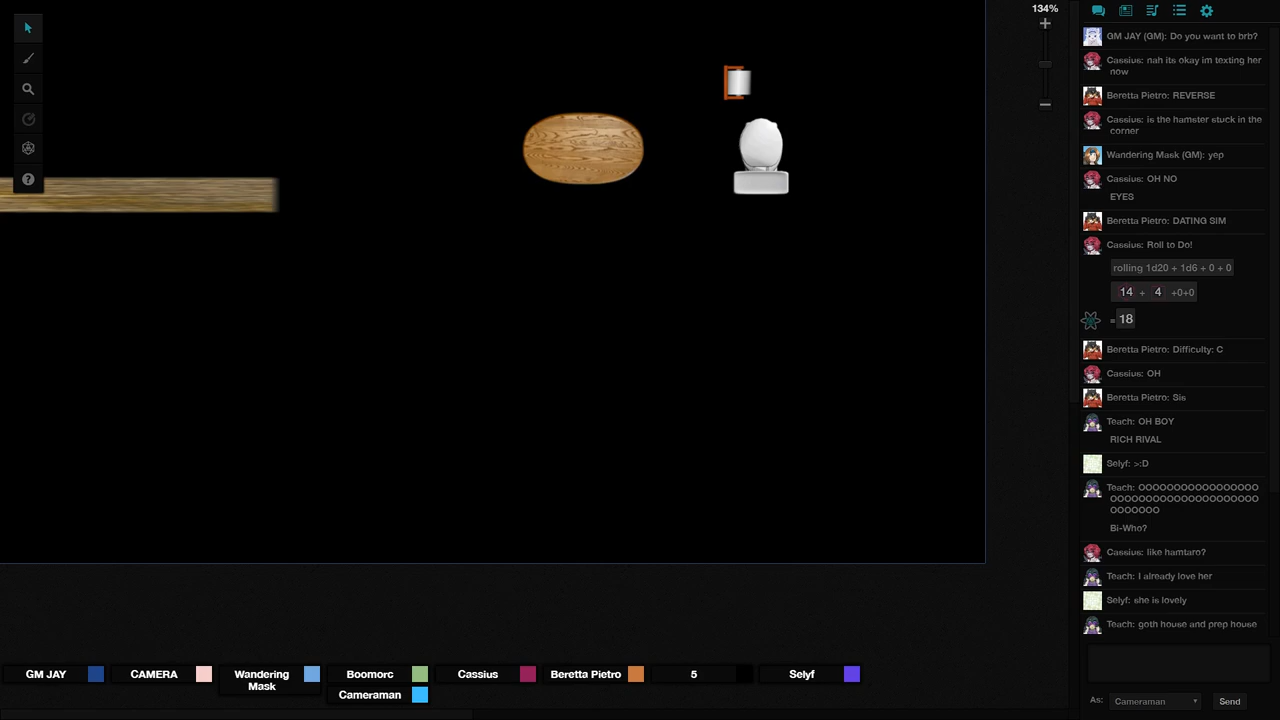 134%
GM JAY (GM): Do you want to brb?
Cassius: nah its okay im texting her
now
Beretta Pietro: REVERSE
Cassius: is the hamster stuck in the
corner
Wandering Mask (GM): yep
Cassius: OH NO
EYES
Beretta Pietro: DATING SIM
Cassius: Roll to Do!
rolling 1d20 + 1d6 + 0 + 0
14 + 4 +0+0
= 18
Beretta Pietro: Difficulty: C
Cassius: OH
Beretta Pietro: Sis
Teach: OH BOY
RICH RIVAL
Selyf: >:D
Teach: OOOOOOOOOOOOOOOOO
OOOOOOOOOOOOOOOOOOOOO
OOOOOOO
Bi-Who?
Cassius: like hamtaro?
Teach: I already love her
Selyf: she is lovely
Teach: goth house and prep house
GM JAY
CAMERA
Wandering
Mask
Boomorc
Cassius
Beretta Pietro
5
Selyf
Cameraman
As: Cameraman
Send